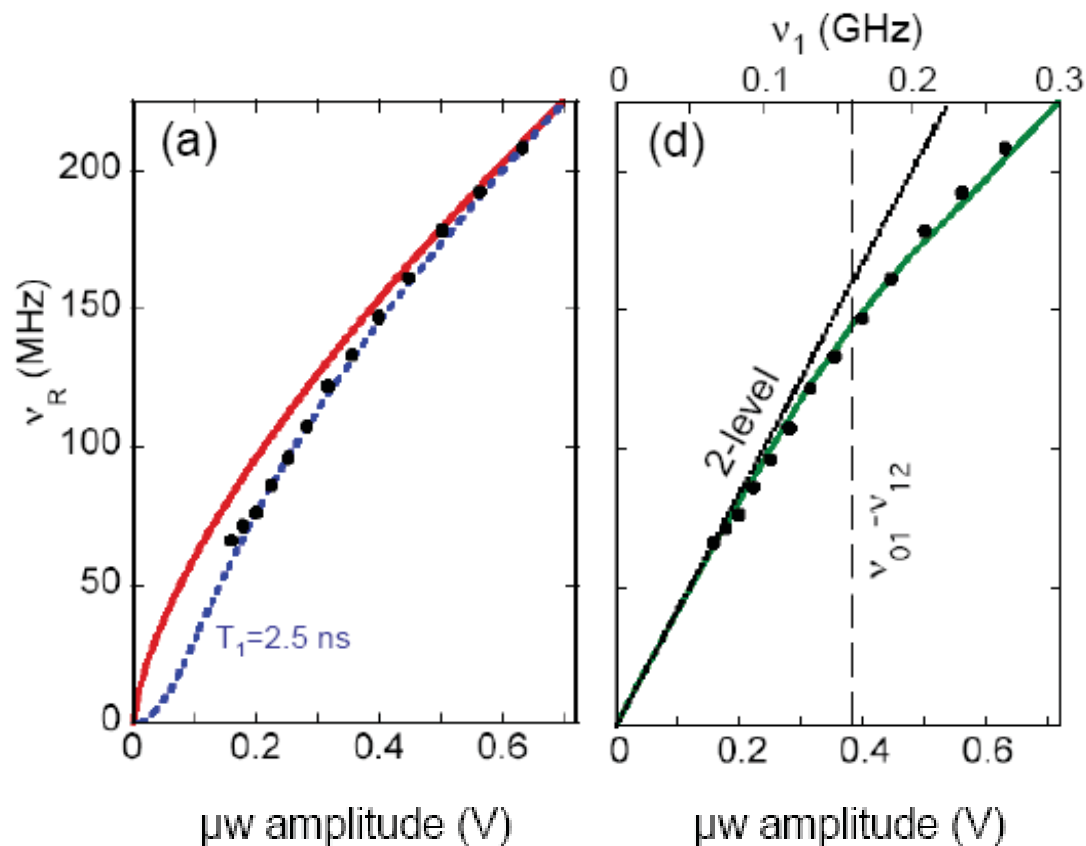 ν₁ (GHz)
0 0.1 0.2 0.3
(a)
(d)
200
150
100
50
0
ν_R (MHz)
2-level
ν₀₁-ν₁₂
T₁=2.5 ns
0 0.2 0.4 0.6
0 0.2 0.4 0.6
µw amplitude (V)
µw amplitude (V)